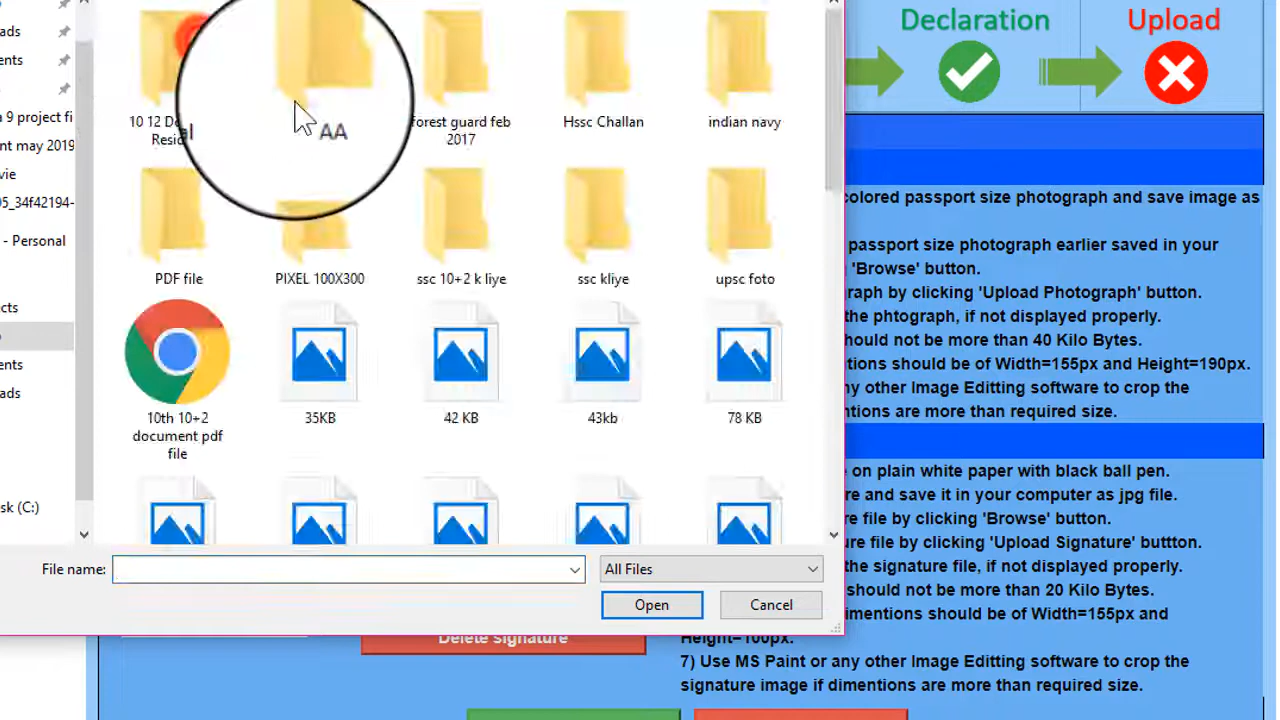 Declaration
Upload
ads
ents
n 9 project fi
nt may 2019
vie
05_34f42194-
- Personal
cts
ents
ads
sk (C:)
AA
forest guard feb
2017
Hssc Challan
indian navy
PDF file
PIXEL 100X300
ssc 10+2 k liye
ssc kliye
upsc foto
10th 10+2
document pdf
file
35KB
42 KB
43kb
78 KB
File name:
All Files
Open
Cancel
colored passport size photograph and save image as
passport size photograph earlier saved in your
'Browse' button.
graph by clicking 'Upload Photograph' button.
the phtograph, if not displayed properly.
should not be more than 40 Kilo Bytes.
ntions should be of Width=155px and Height=190px.
ny other Image Editting software to crop the
ntions are more than required size.
on plain white paper with black ball pen.
re and save it in your computer as jpg file.
re file by clicking 'Browse' button.
ure file by clicking 'Upload Signature' buttton.
the signature file, if not displayed properly.
should not be more than 20 Kilo Bytes.
dimentions should be of Width=155px and
Height=100px.
7) Use MS Paint or any other Image Editting software to crop the
signature image if dimentions are more than required size.
Delete signature